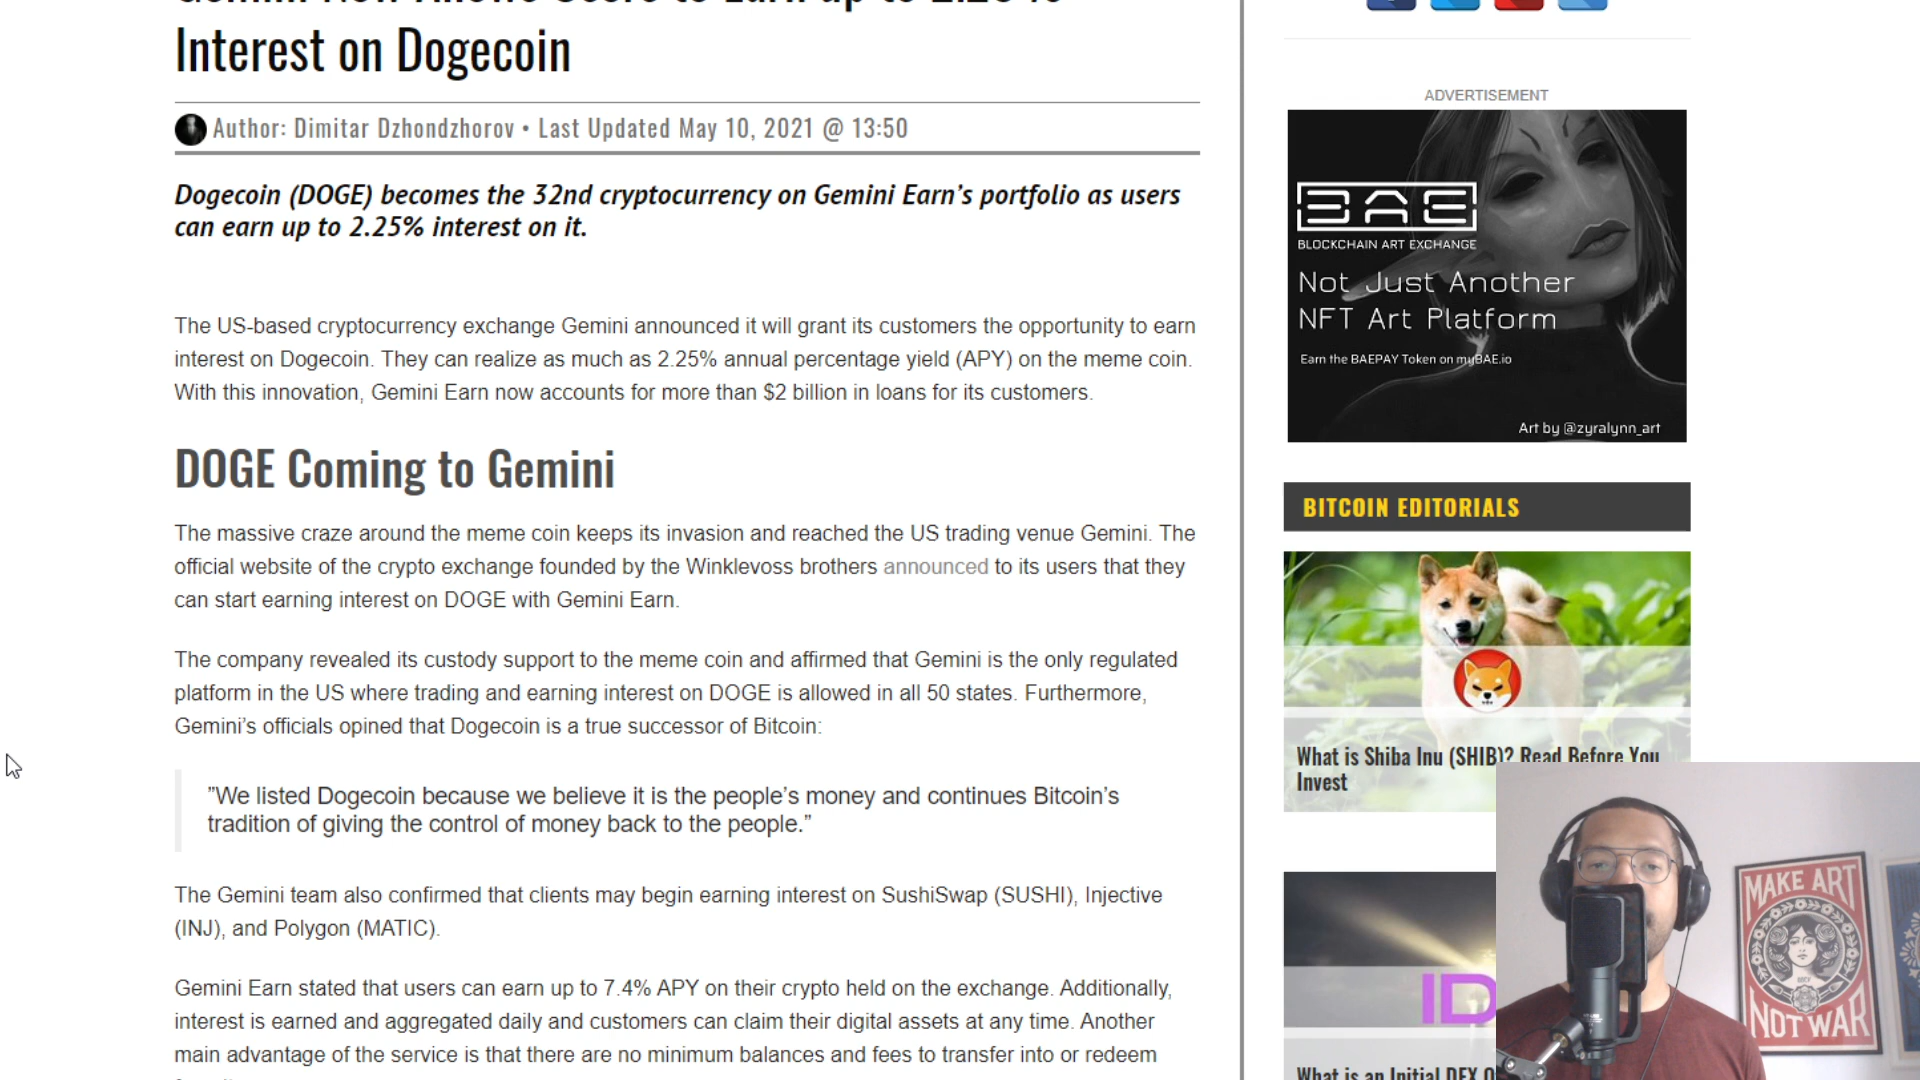 Interest on Dogecoin
Author: Dimitar Dzhondzhorov • Last Updated May 10, 2021 @ 13:50
Dogecoin (DOGE) becomes the 32nd cryptocurrency on Gemini Earn's portfolio as users
can earn up to 2.25% interest on it.
The US-based cryptocurrency exchange Gemini announced it will grant its customers the opportunity to earn
interest on Dogecoin. They can realize as much as 2.25% annual percentage yield (APY) on the meme coin.
With this innovation, Gemini Earn now accounts for more than $2 billion in loans for its customers.
DOGE Coming to Gemini
The massive craze around the meme coin keeps its invasion and reached the US trading venue Gemini. The
official website of the crypto exchange founded by the Winklevoss brothers announced to its users that they
can start earning interest on DOGE with Gemini Earn.
The company revealed its custody support to the meme coin and affirmed that Gemini is the only regulated
platform in the US where trading and earning interest on DOGE is allowed in all 50 states. Furthermore,
Gemini's officials opined that Dogecoin is a true successor of Bitcoin:
”We listed Dogecoin because we believe it is the people’s money and continues Bitcoin’s
tradition of giving the control of money back to the people.”
The Gemini team also confirmed that clients may begin earning interest on SushiSwap (SUSHI), Injective
(INJ), and Polygon (MATIC).
Gemini Earn stated that users can earn up to 7.4% APY on their crypto held on the exchange. Additionally,
interest is earned and aggregated daily and customers can claim their digital assets at any time. Another
main advantage of the service is that there are no minimum balances and fees to transfer into or redeem
ADVERTISEMENT
BAE
BLOCKCHAIN ART EXCHANGE
Not Just Another
NFT Art Platform
Earn the BAEPAY Token on myBAE.io
Art by @zyralynn_art
BITCOIN EDITORIALS
What is Shiba Inu (SHIB)? Read Before You
Invest
ID
What is an Initial DEX O
MAKE ART
NOT WAR